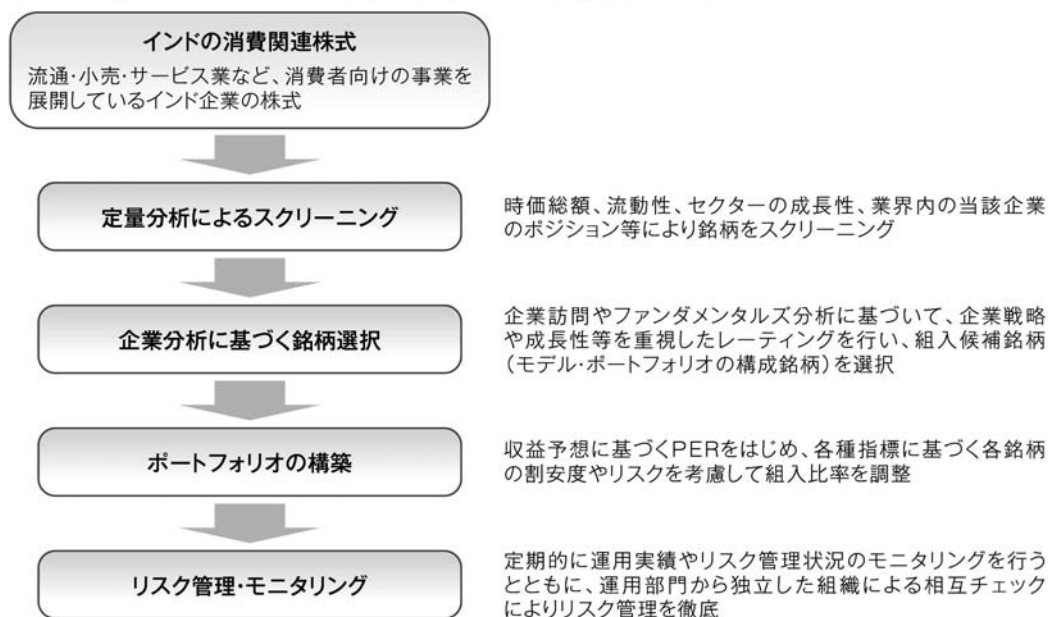 インドの消費関連株式
流通・小売・サービス業など、消費者向けの事業を
展開しているインド企業の株式
定量分析によるスクリーニング
時価総額、流動性、セクターの成長性、業界内の当該企業
のポジション等により銘柄をスクリーニング
企業分析に基づく銘柄選択
企業訪問やファンダメンタルズ分析に基づいて、企業戦略
や成長性等を重視したレーティングを行い、組入候補銘柄
（モデル・ポートフォリオの構成銘柄）を選択
ポートフォリオの構築
収益予想に基づくPERをはじめ、各種指標に基づく各銘柄
の割安度やリスクを考慮して組入比率を調整
リスク管理・モニタリング
定期的に運用実績やリスク管理状況のモニタリングを行う
とともに、運用部門から独立した組織による相互チェック
によりリスク管理を徹底